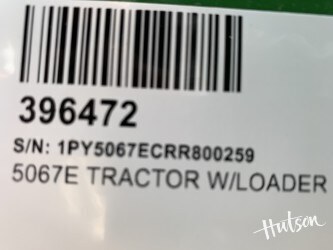 396472
S/N: 1PY5067ECRR800259
5067E TRACTOR W/LOADER
Hutson